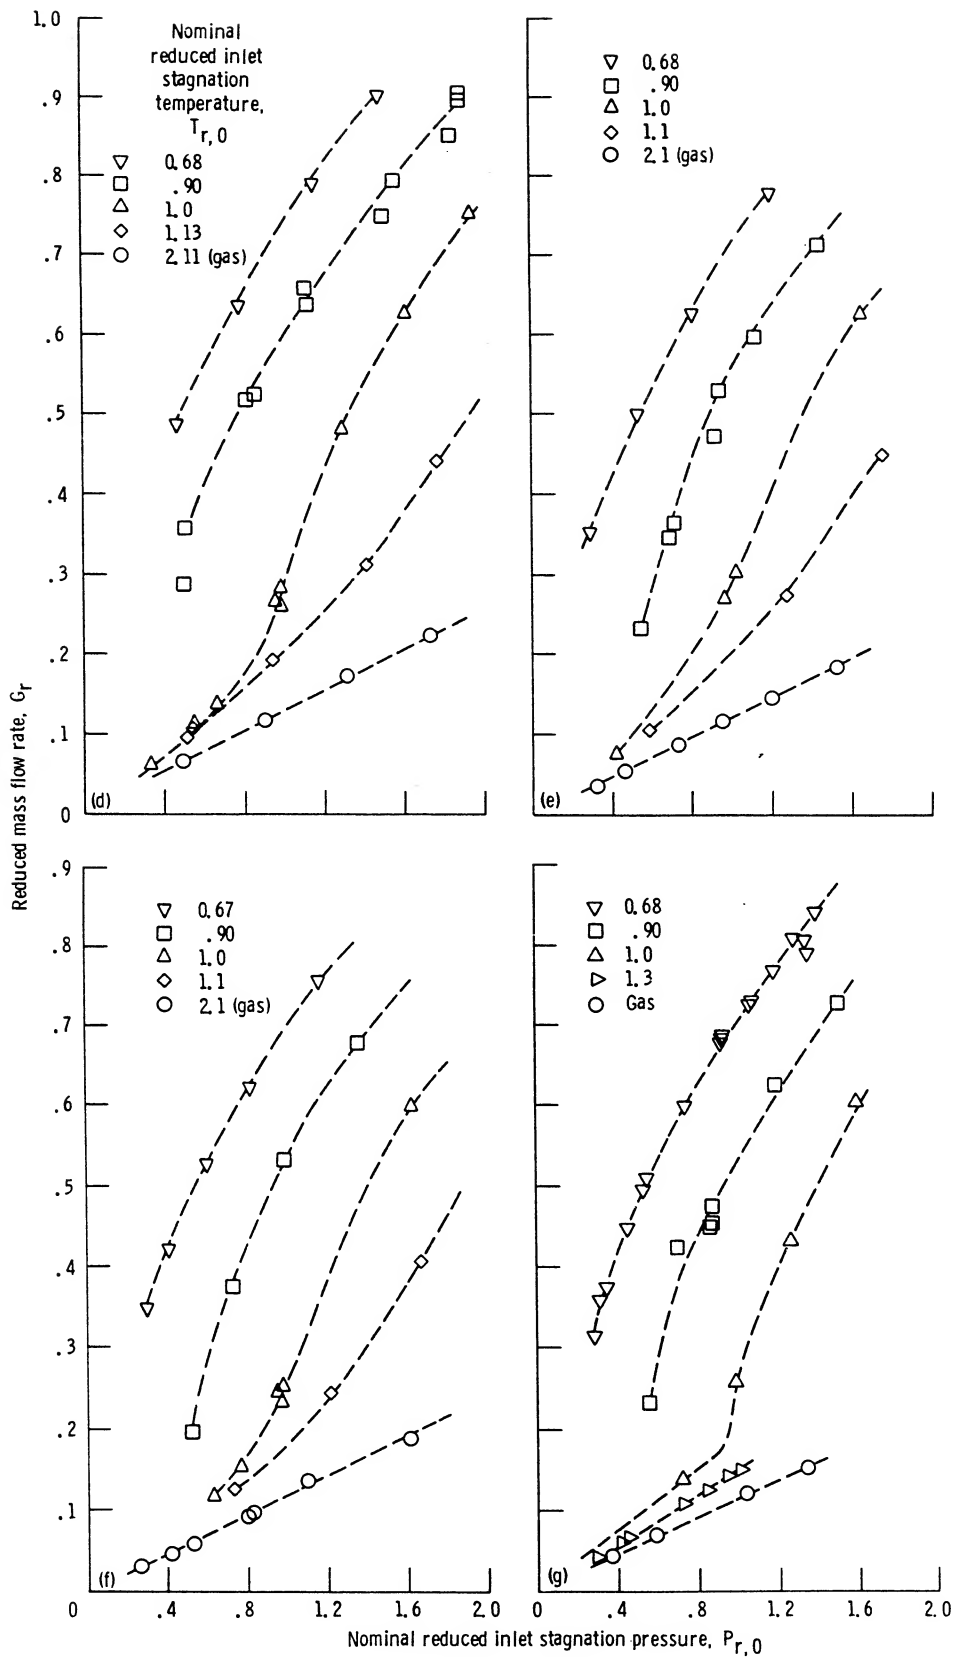 1.0
.9
.8
.7
.6
.5
.4
.3
.2
.1
0
Nominal
reduced inlet
stagnation
temperature,
Tr,0
0.68
.90
1.0
1.13
2.11 (gas)
(d)
0.68
.90
1.0
1.1
2.1 (gas)
(e)
Reduced mass flow rate, Gr
.9
.8
.7
.6
.5
.4
.3
.2
.1
0.67
.90
1.0
1.1
2.1 (gas)
(f)
0 .4 .8 1.2 1.6 2.0
0.68
.90
1.0
1.3
Gas
(g)
0 .4 .8 1.2 1.6 2.0
Nominal reduced inlet stagnation pressure, Pr,0